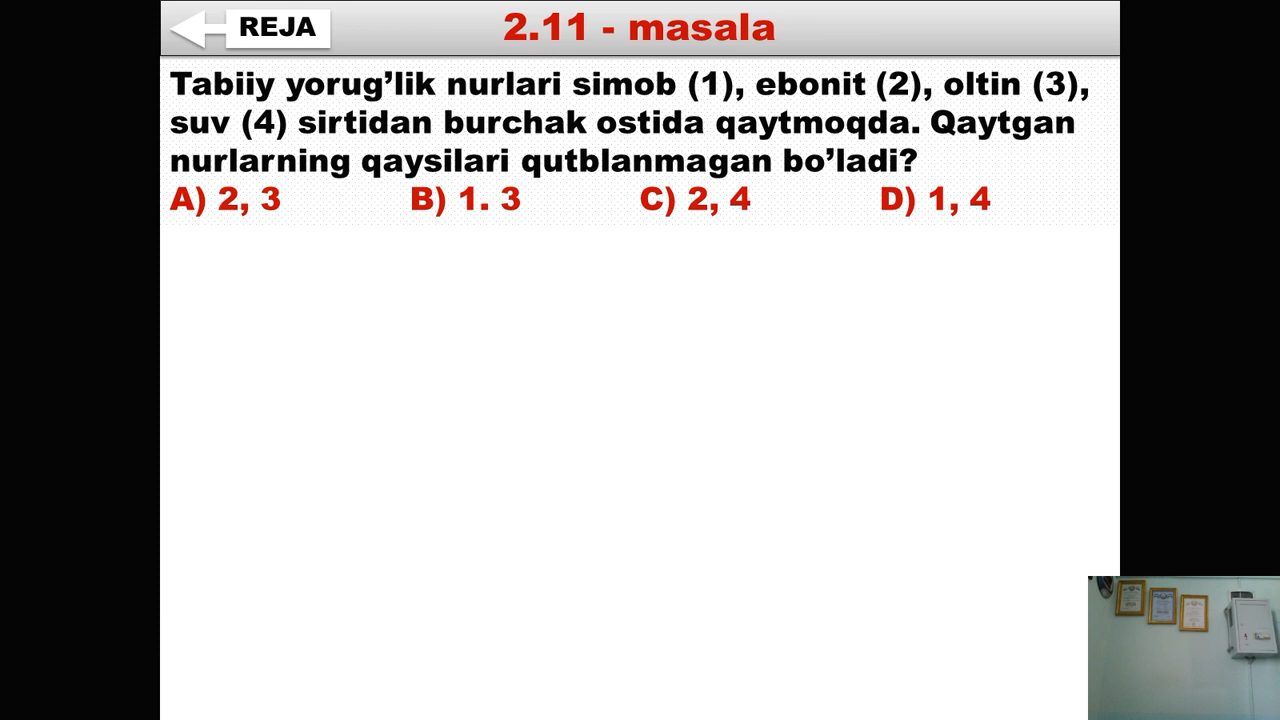 REJA
2.11 - masala
Tabiiy yorug’lik nurlari simob (1), ebonit (2), oltin (3),
suv (4) sirtidan burchak ostida qaytmoqda. Qaytgan
nurlarning qaysilari qutblanmagan bo’ladi?
A) 2, 3 B) 1. 3 C) 2, 4 D) 1, 4